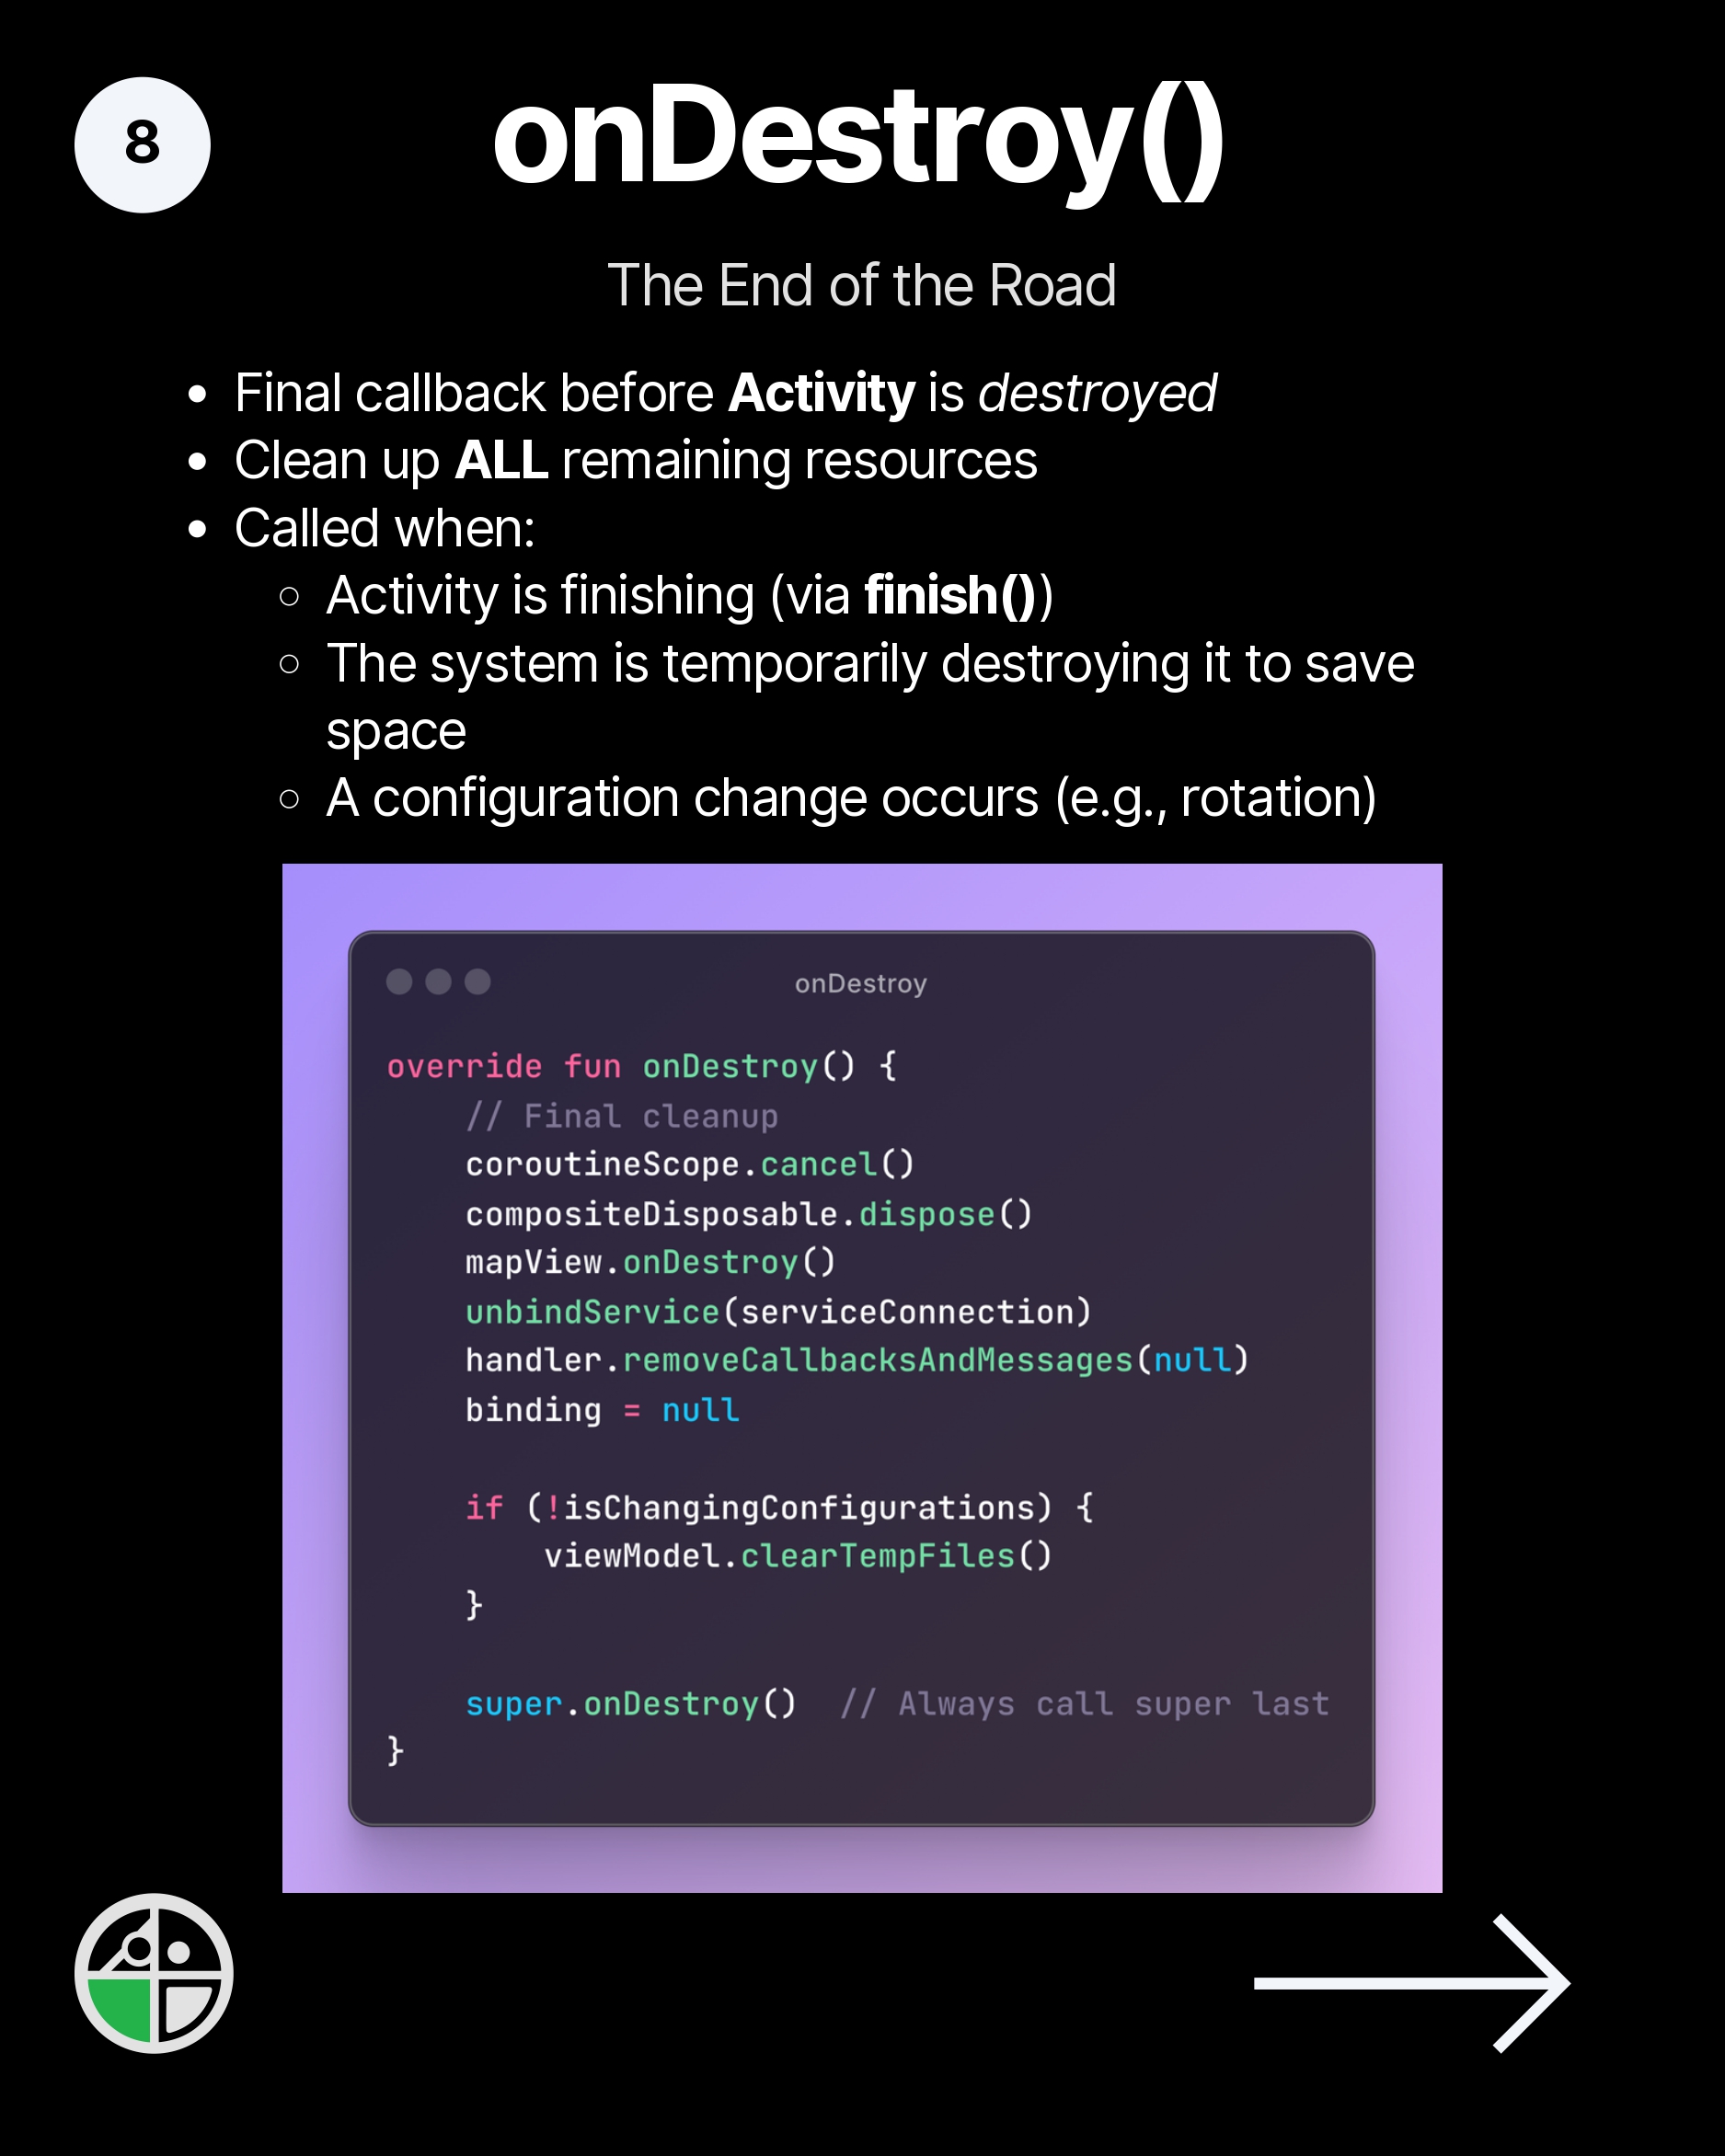 8
onDestroy()
The End of the Road
• Final callback before Activity is destroyed
• Clean up ALL remaining resources
• Called when:
◦ Activity is finishing (via finish())
◦ The system is temporarily destroying it to save
space
◦ A configuration change occurs (e.g., rotation)
onDestroy
override fun onDestroy() {
    // Final cleanup
    coroutineScope.cancel()
    compositeDisposable.dispose()
    mapView.onDestroy()
    unbindService(serviceConnection)
    handler.removeCallbacksAndMessages(null)
    binding = null
    if (!isChangingConfigurations) {
        viewModel.clearTempFiles()
    }
    super.onDestroy()  // Always call super last
}